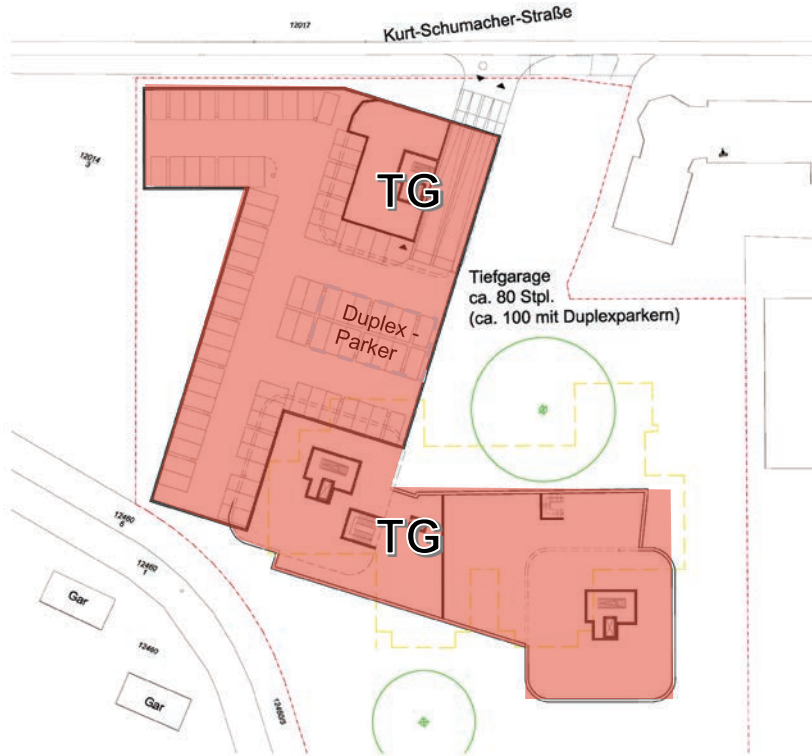 12017
Kurt-Schumacher-Straße
12014
3
TG
Tiefgarage
ca. 80 Stpl.
(ca. 100 mit Duplexparkern)
Duplex -
Parker
TG
12460
6
12460
1
Gar
12460
Gar
12460/5